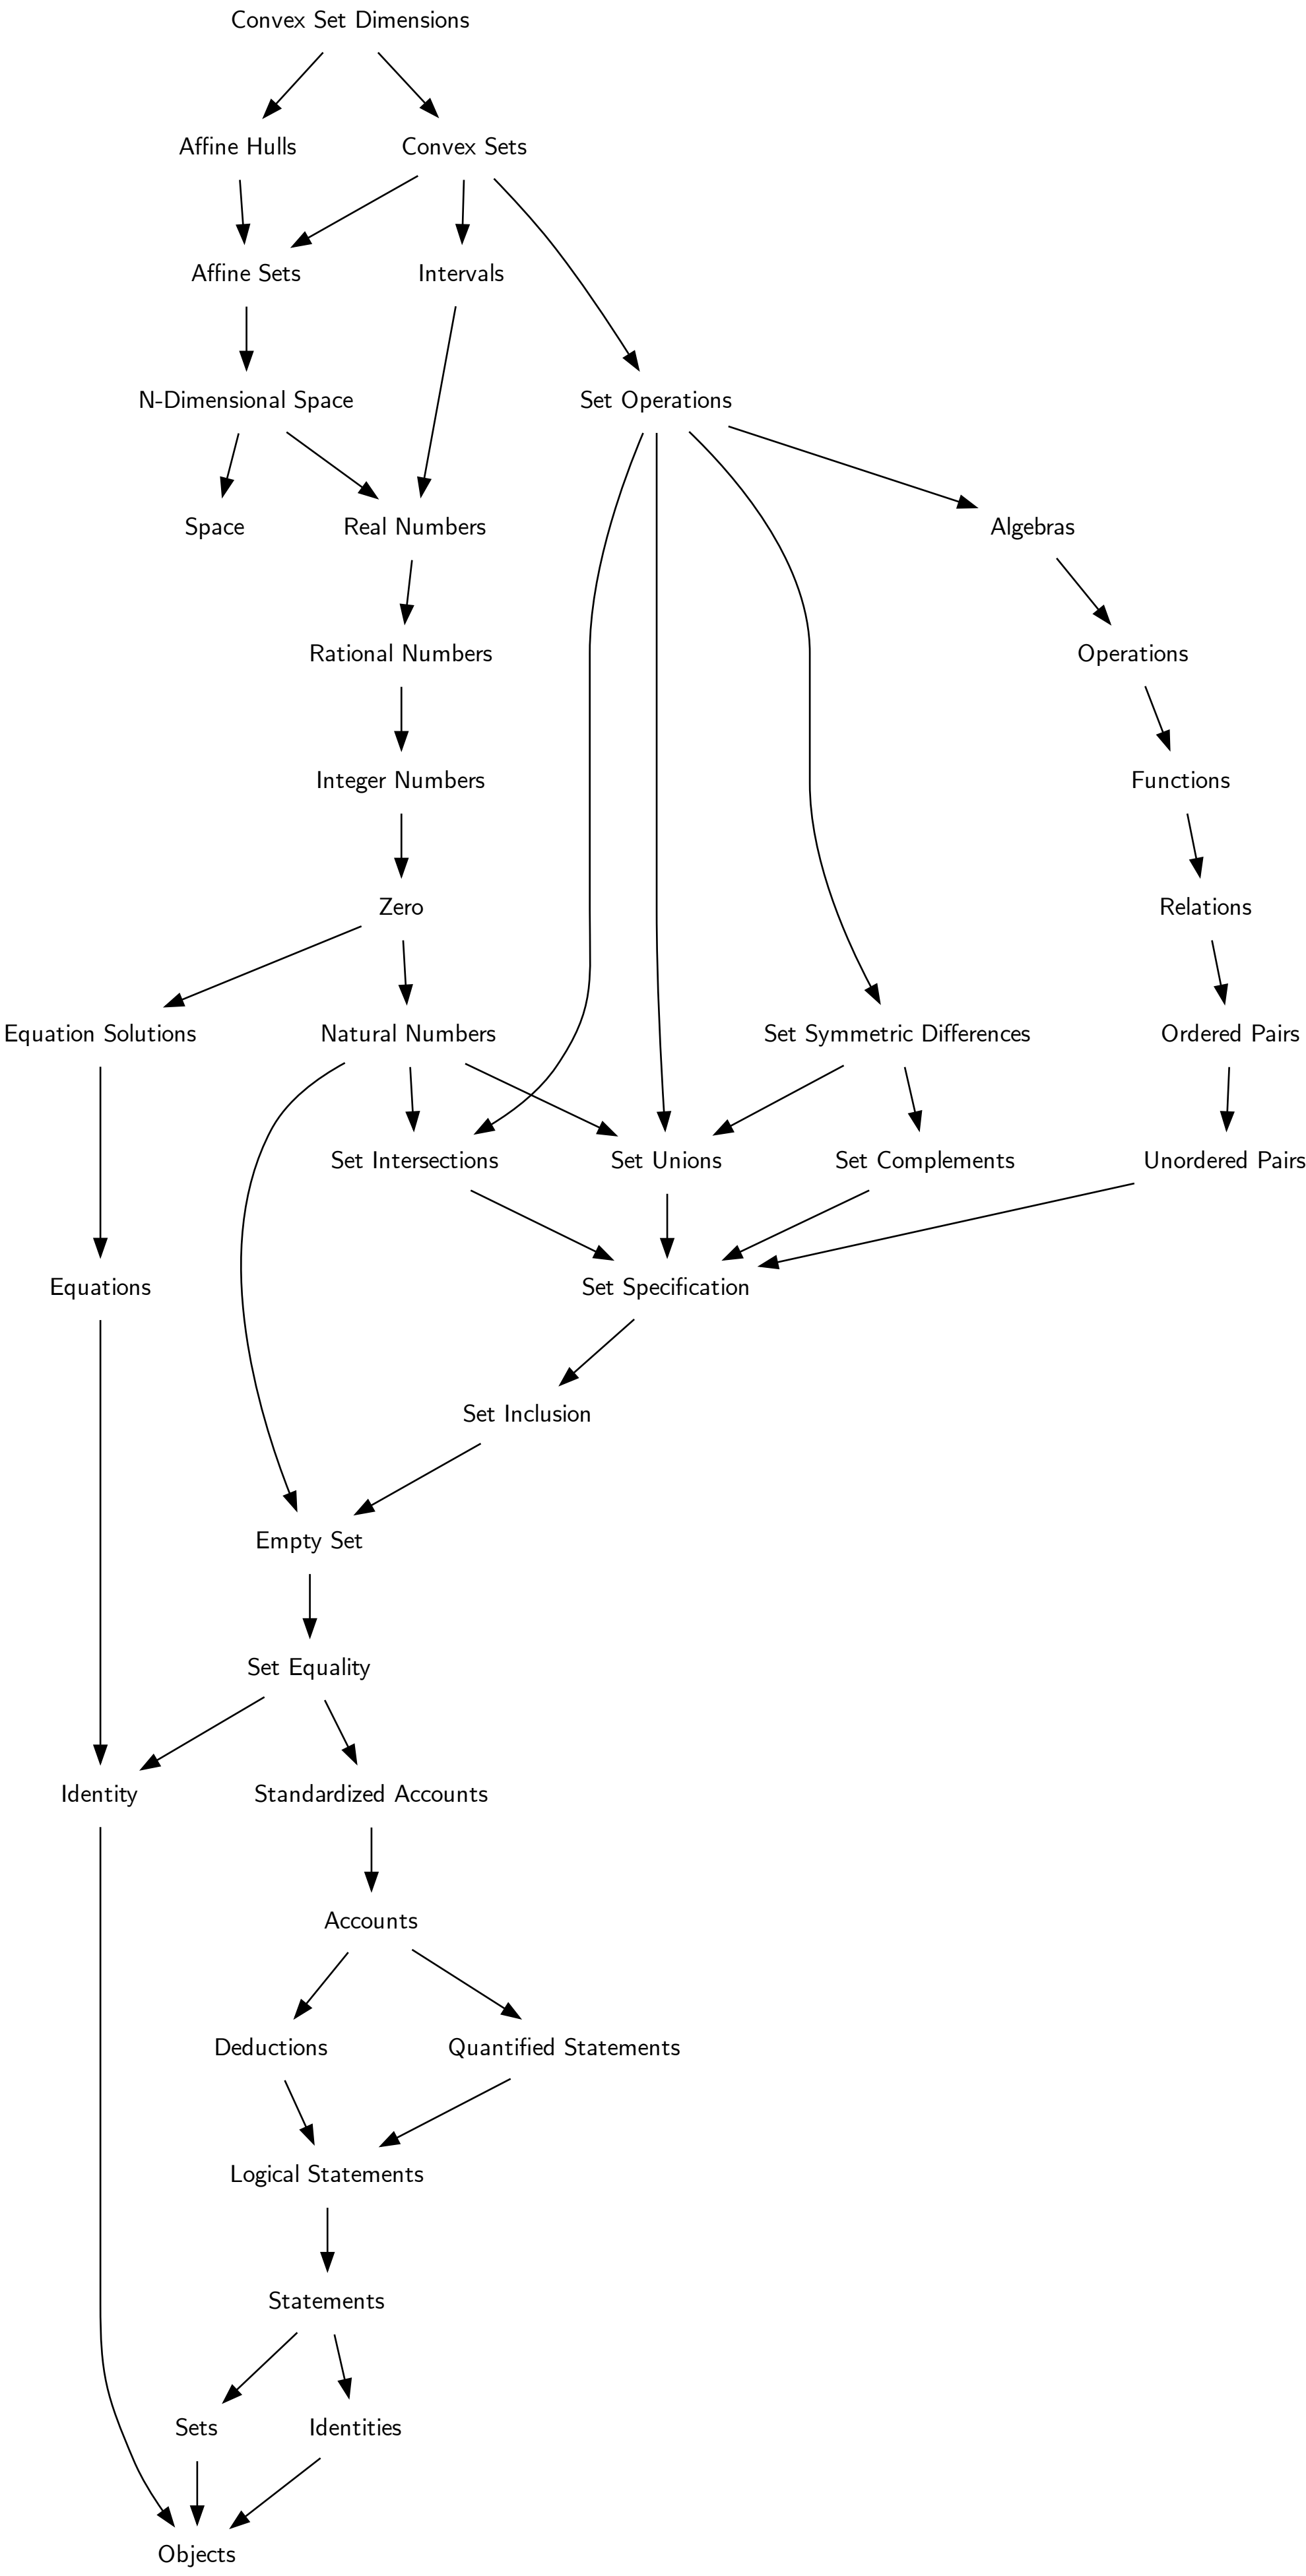 Convex Set Dimensions
Affine Hulls
Convex Sets
Affine Sets
Intervals
N-Dimensional Space
Set Operations
Space
Real Numbers
Algebras
Rational Numbers
Operations
Integer Numbers
Functions
Zero
Relations
Equation Solutions
Natural Numbers
Set Symmetric Differences
Ordered Pairs
Set Intersections
Set Unions
Set Complements
Unordered Pairs
Equations
Set Specification
Set Inclusion
Empty Set
Set Equality
Identity
Standardized Accounts
Accounts
Deductions
Quantified Statements
Logical Statements
Statements
Sets
Identities
Objects